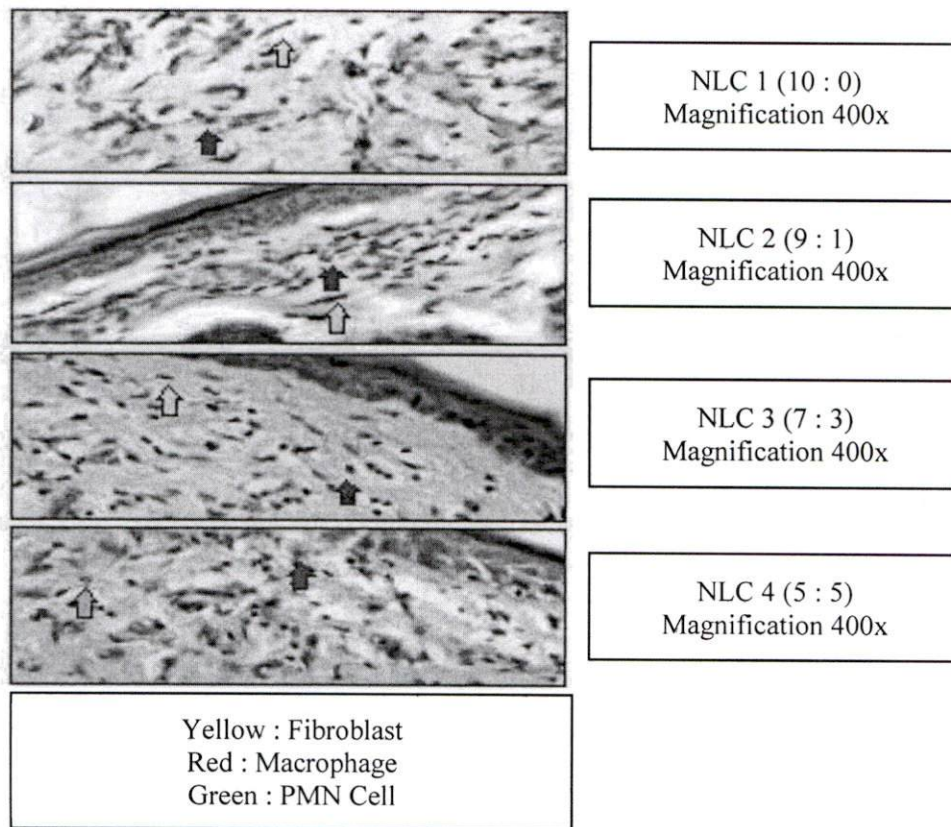 NLC 1 (10 : 0)
Magnification 400x
NLC 2 (9 : 1)
Magnification 400x
NLC 3 (7 : 3)
Magnification 400x
NLC 4 (5 : 5)
Magnification 400x
Yellow : Fibroblast
Red : Macrophage
Green : PMN Cell